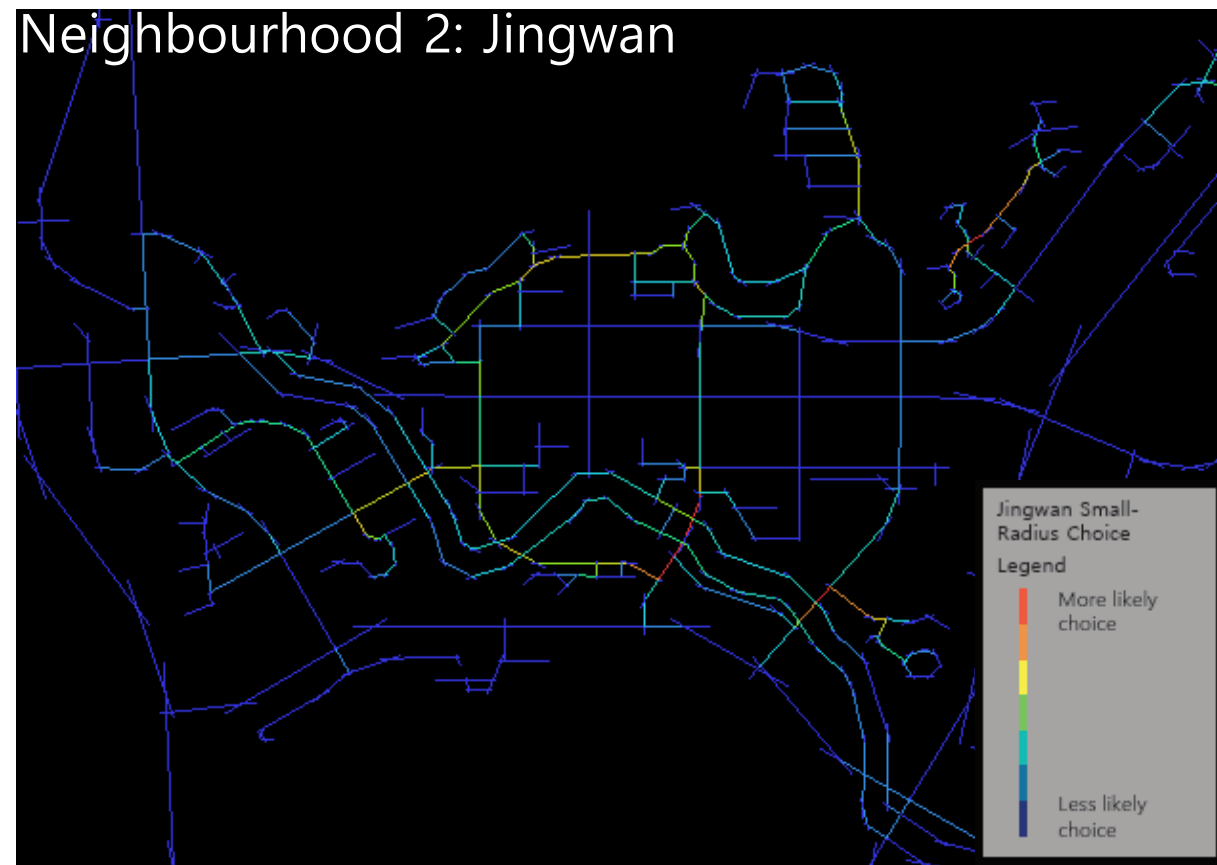 Neighbourhood 2: Jingwan
Jingwan Small-
Radius Choice
Legend
More likely
choice
Less likely
choice